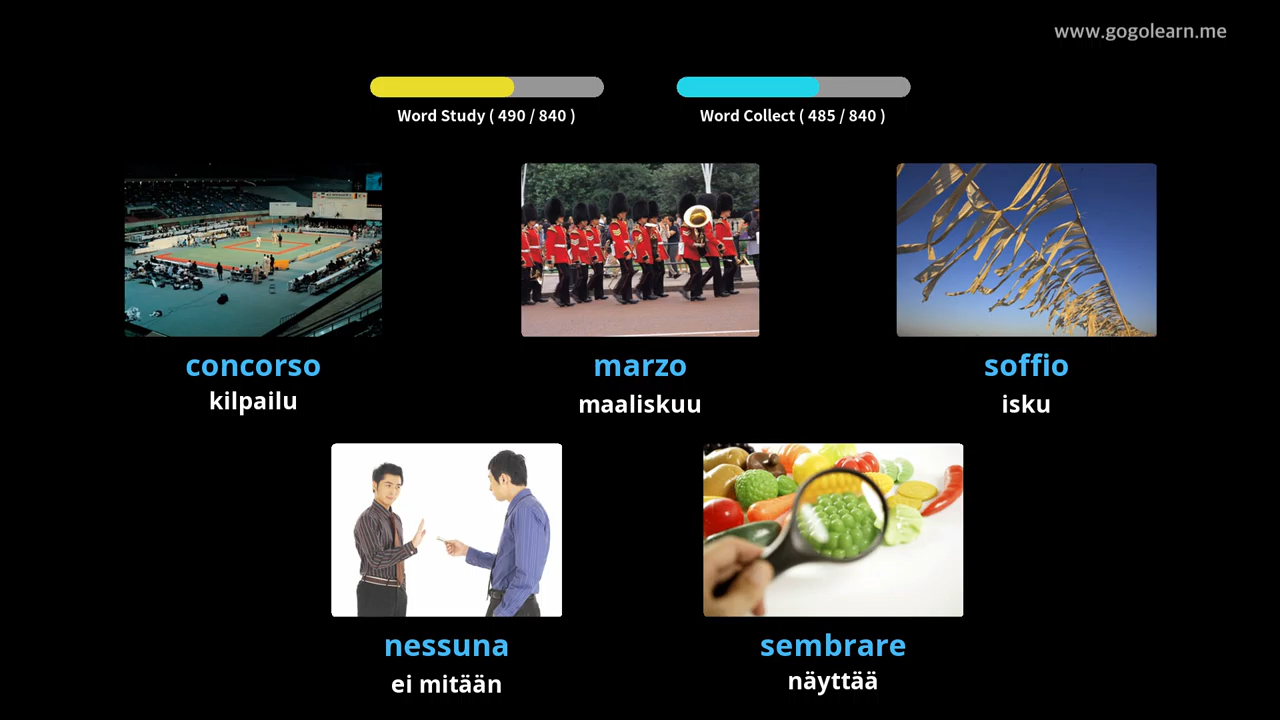 www.gogolearn.me
Word Study ( 490 / 840 )
Word Collect ( 485 / 840 )
concorso
kilpailu
marzo
maaliskuu
soffio
isku
nessuna
ei mitään
sembrare
näyttää